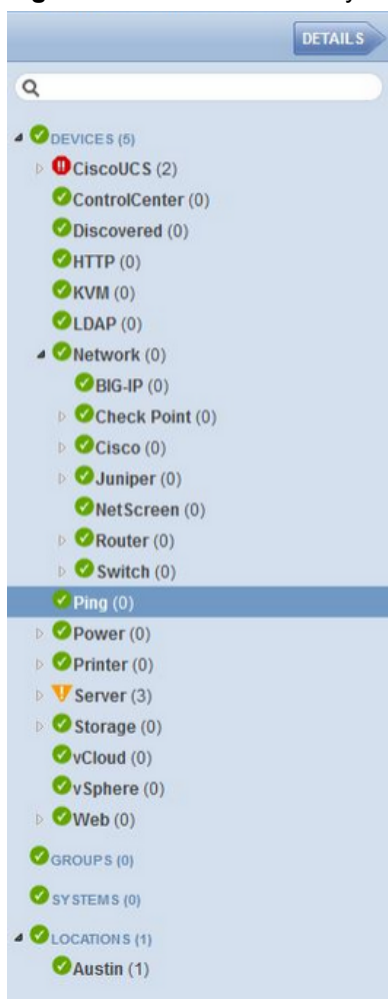 DETAILS
DEVICES (5)
CiscoUCS (2)
ControlCenter (0)
Discovered (0)
HTTP (0)
KVM (0)
LDAP (0)
Network (0)
BIG-IP (0)
Check Point (0)
Cisco (0)
Juniper (0)
NetScreen (0)
Router (0)
Switch (0)
Ping (0)
Power (0)
Printer (0)
Server (3)
Storage (0)
vCloud (0)
vSphere (0)
Web (0)
GROUPS (0)
SYSTEMS (0)
LOCATIONS (1)
Austin (1)